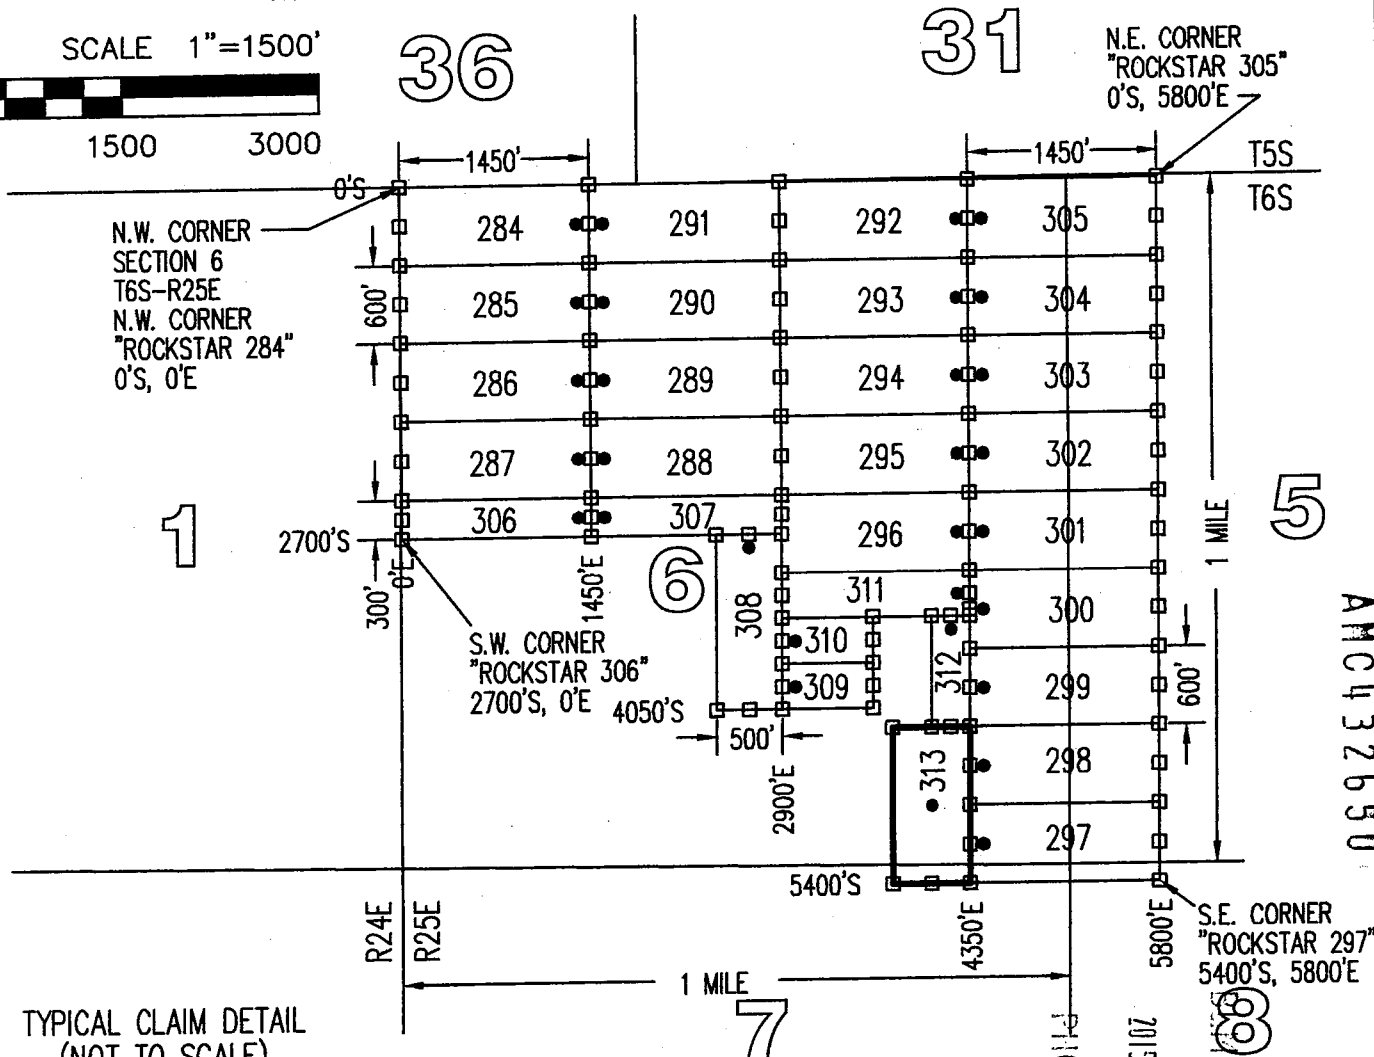 SCALE 1"=1500'
1500 3000
36
31
N.E. CORNER
"ROCKSTAR 305"
0'S, 5800'E
1450'
1450'
T5S
T6S
0'S
N.W. CORNER
SECTION 6
T6S-R25E
N.W. CORNER
"ROCKSTAR 284"
0'S, 0'E
600'
284 291 292 305
285 290 293 304
286 289 294 303
287 288 295 302
306 307 296 301
1
6
5
1 MILE
2700'S
300'
0'E
1450'E
308
311
300
310
309
312
299
600'
S.W. CORNER
"ROCKSTAR 306"
2700'S, 0'E
4050'S
500'
2900'E
313
298
297
5400'S
4350'E
5800'E
S.E. CORNER
"ROCKSTAR 297"
5400'S, 5800'E
R24E
R25E
1 MILE
7
8
AMC432650
TYPICAL CLAIM DETAIL
(NOT TO SCALE)